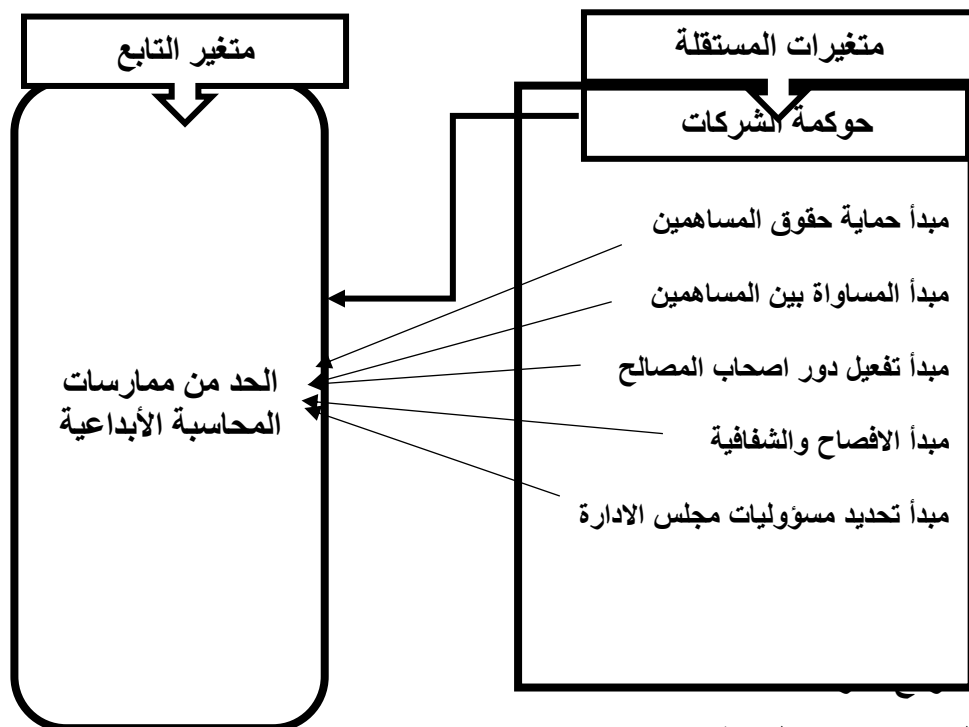 متغيرات المستقلة
متغير التابع
حوكمة الشركات
مبدأ حماية حقوق المساهمين
مبدأ المساواة بين المساهمين
مبدأ تفعيل دور اصحاب المصالح
مبدأ الافصاح والشفافية
مبدأ تحديد مسؤوليات مجلس الادارة
الحد من ممارسات
المحاسبة الأبداعية